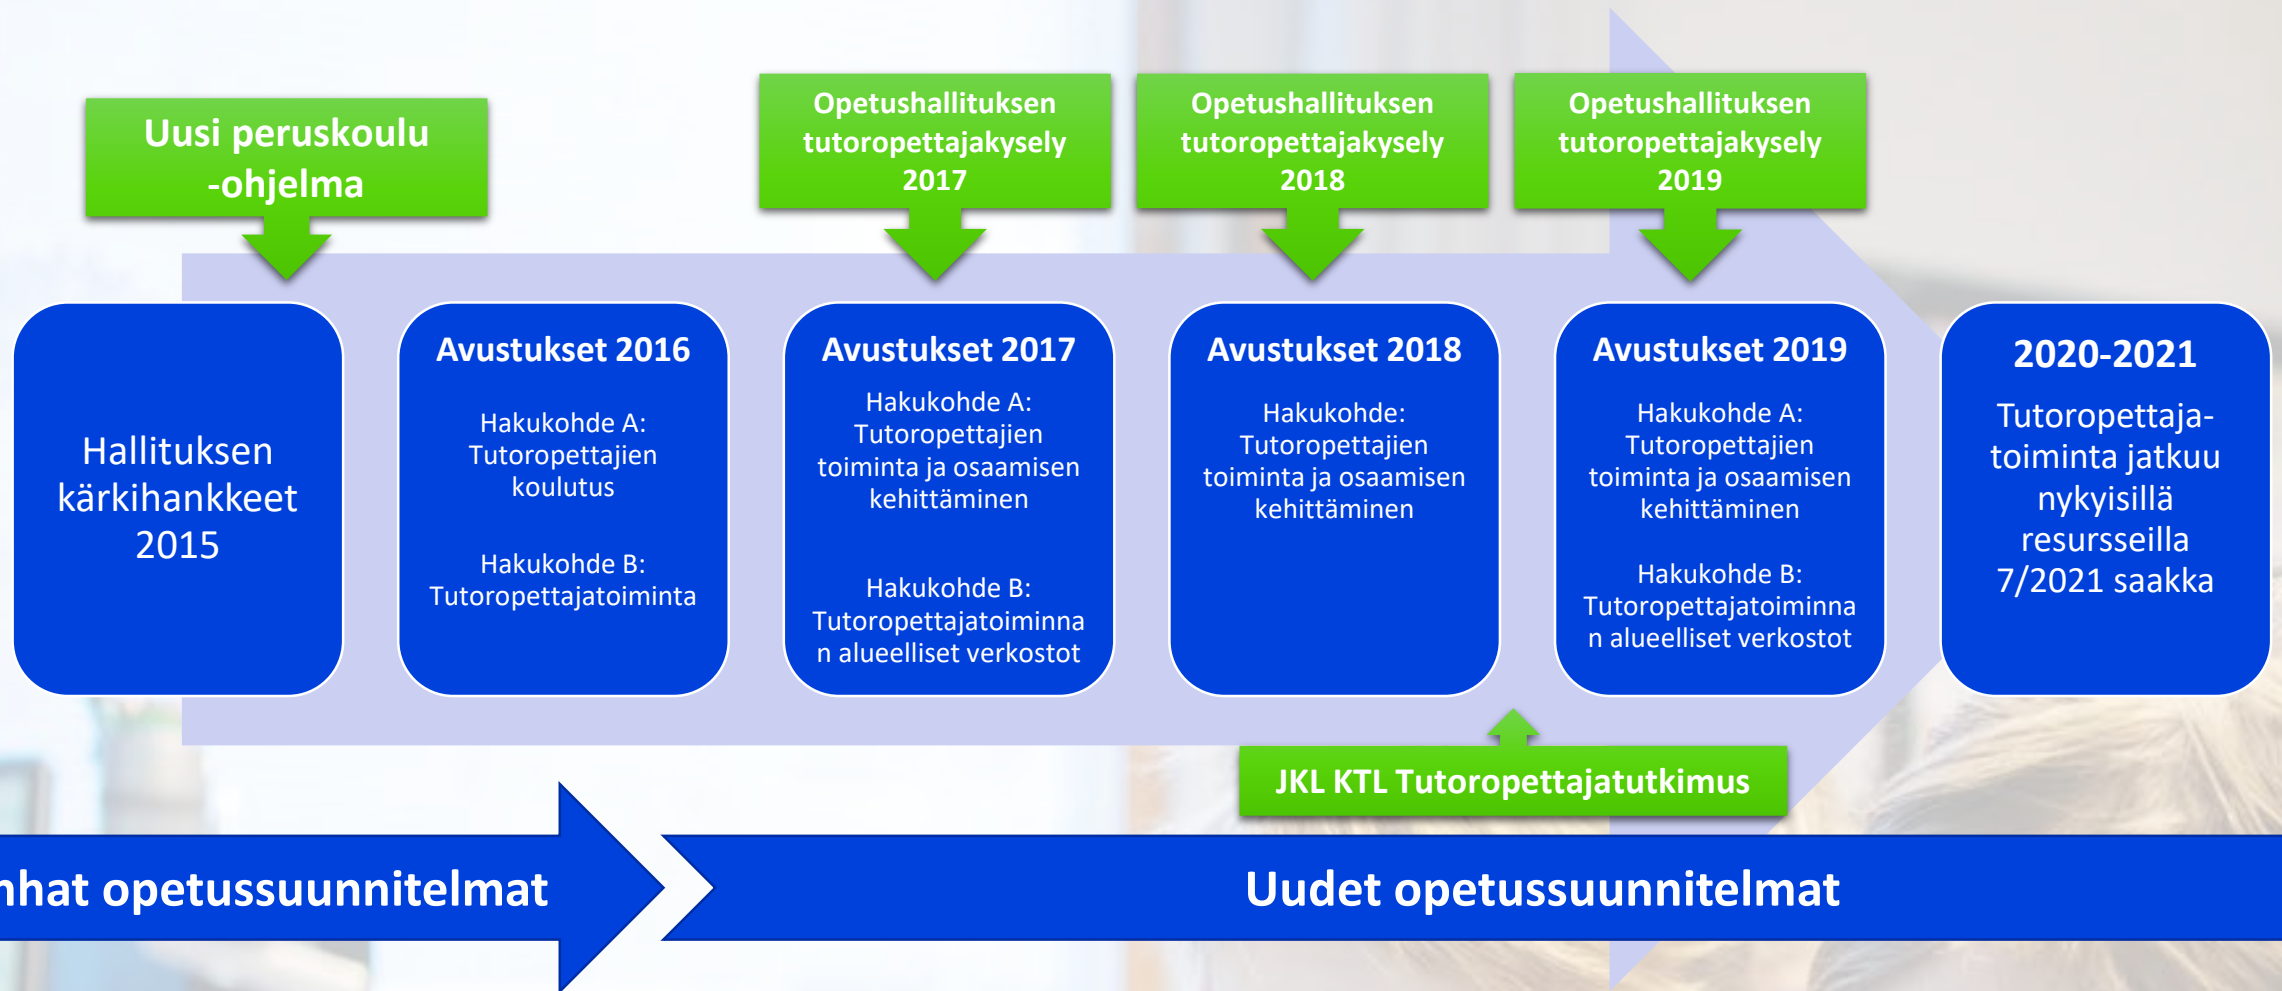 Uusi peruskoulu
-ohjelma
Opetushallituksen
tutoropettajakysely
2017
Opetushallituksen
tutoropettajakysely
2018
Opetushallituksen
tutoropettajakysely
2019
Hallituksen
kärkihankkeet
2015
Avustukset 2016
Hakukohde A:
Tutoropettajien
koulutus
Hakukohde B:
Tutoropettajatoiminta
Avustukset 2017
Hakukohde A:
Tutoropettajien
toiminta ja osaamisen
kehittäminen
Hakukohde B:
Tutoropettajatoiminna
n alueelliset verkostot
Avustukset 2018
Hakukohde:
Tutoropettajien
toiminta ja osaamisen
kehittäminen
Avustukset 2019
Hakukohde A:
Tutoropettajien
toiminta ja osaamisen
kehittäminen
Hakukohde B:
Tutoropettajatoiminna
n alueelliset verkostot
2020-2021
Tutoropettaja-
toiminta jatkuu
nykyisillä
resursseilla
7/2021 saakka
JKL KTL Tutoropettajatutkimus
nhat opetussuunnitelmat
Uudet opetussuunnitelmat